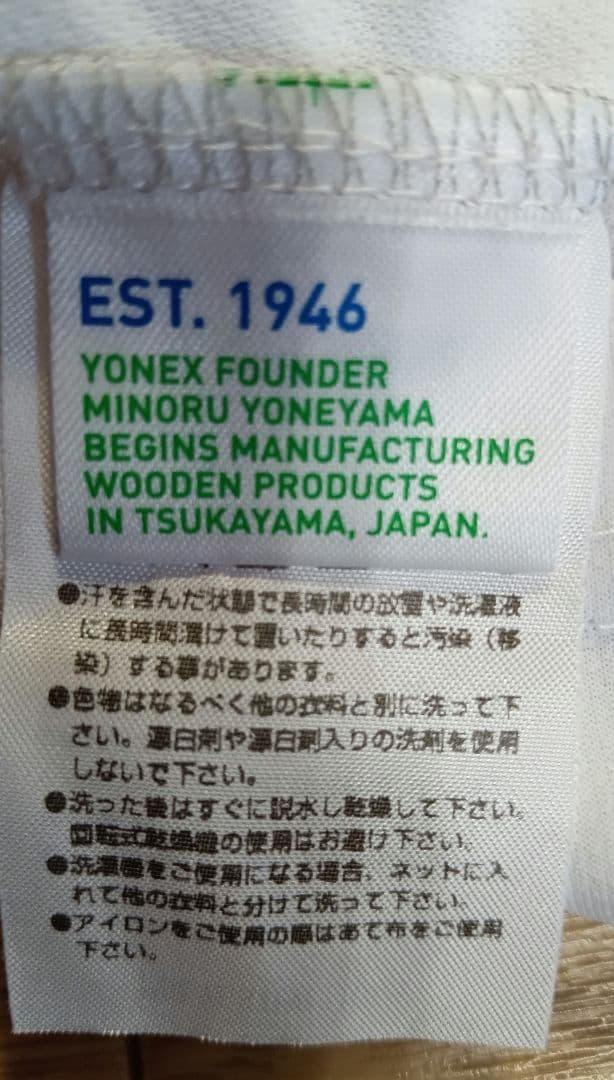 EST. 1946
YONEX FOUNDER
MINORU YONEYAMA
BEGINS MANUFACTURING
WOODEN PRODUCTS
IN TSUKAYAMA, JAPAN.
●汗を含んだ状態で長時間の放置や洗濯液
に長時間漬けて置いたりすると汚染（移
染）する事があります。
●色物はなるべく他の衣料と別に洗って下
さい。漂白剤や漂白剤入りの洗剤を使用
しないで下さい。
●洗った後はすぐに脱水し乾燥して下さい。
回転式乾燥機の使用はお避け下さい。
●洗濯機をご使用になる場合、ネットに入
れて他の衣料と分けて洗って下さい。
●アイロンをご使用の際はあて布をご使用
下さい。